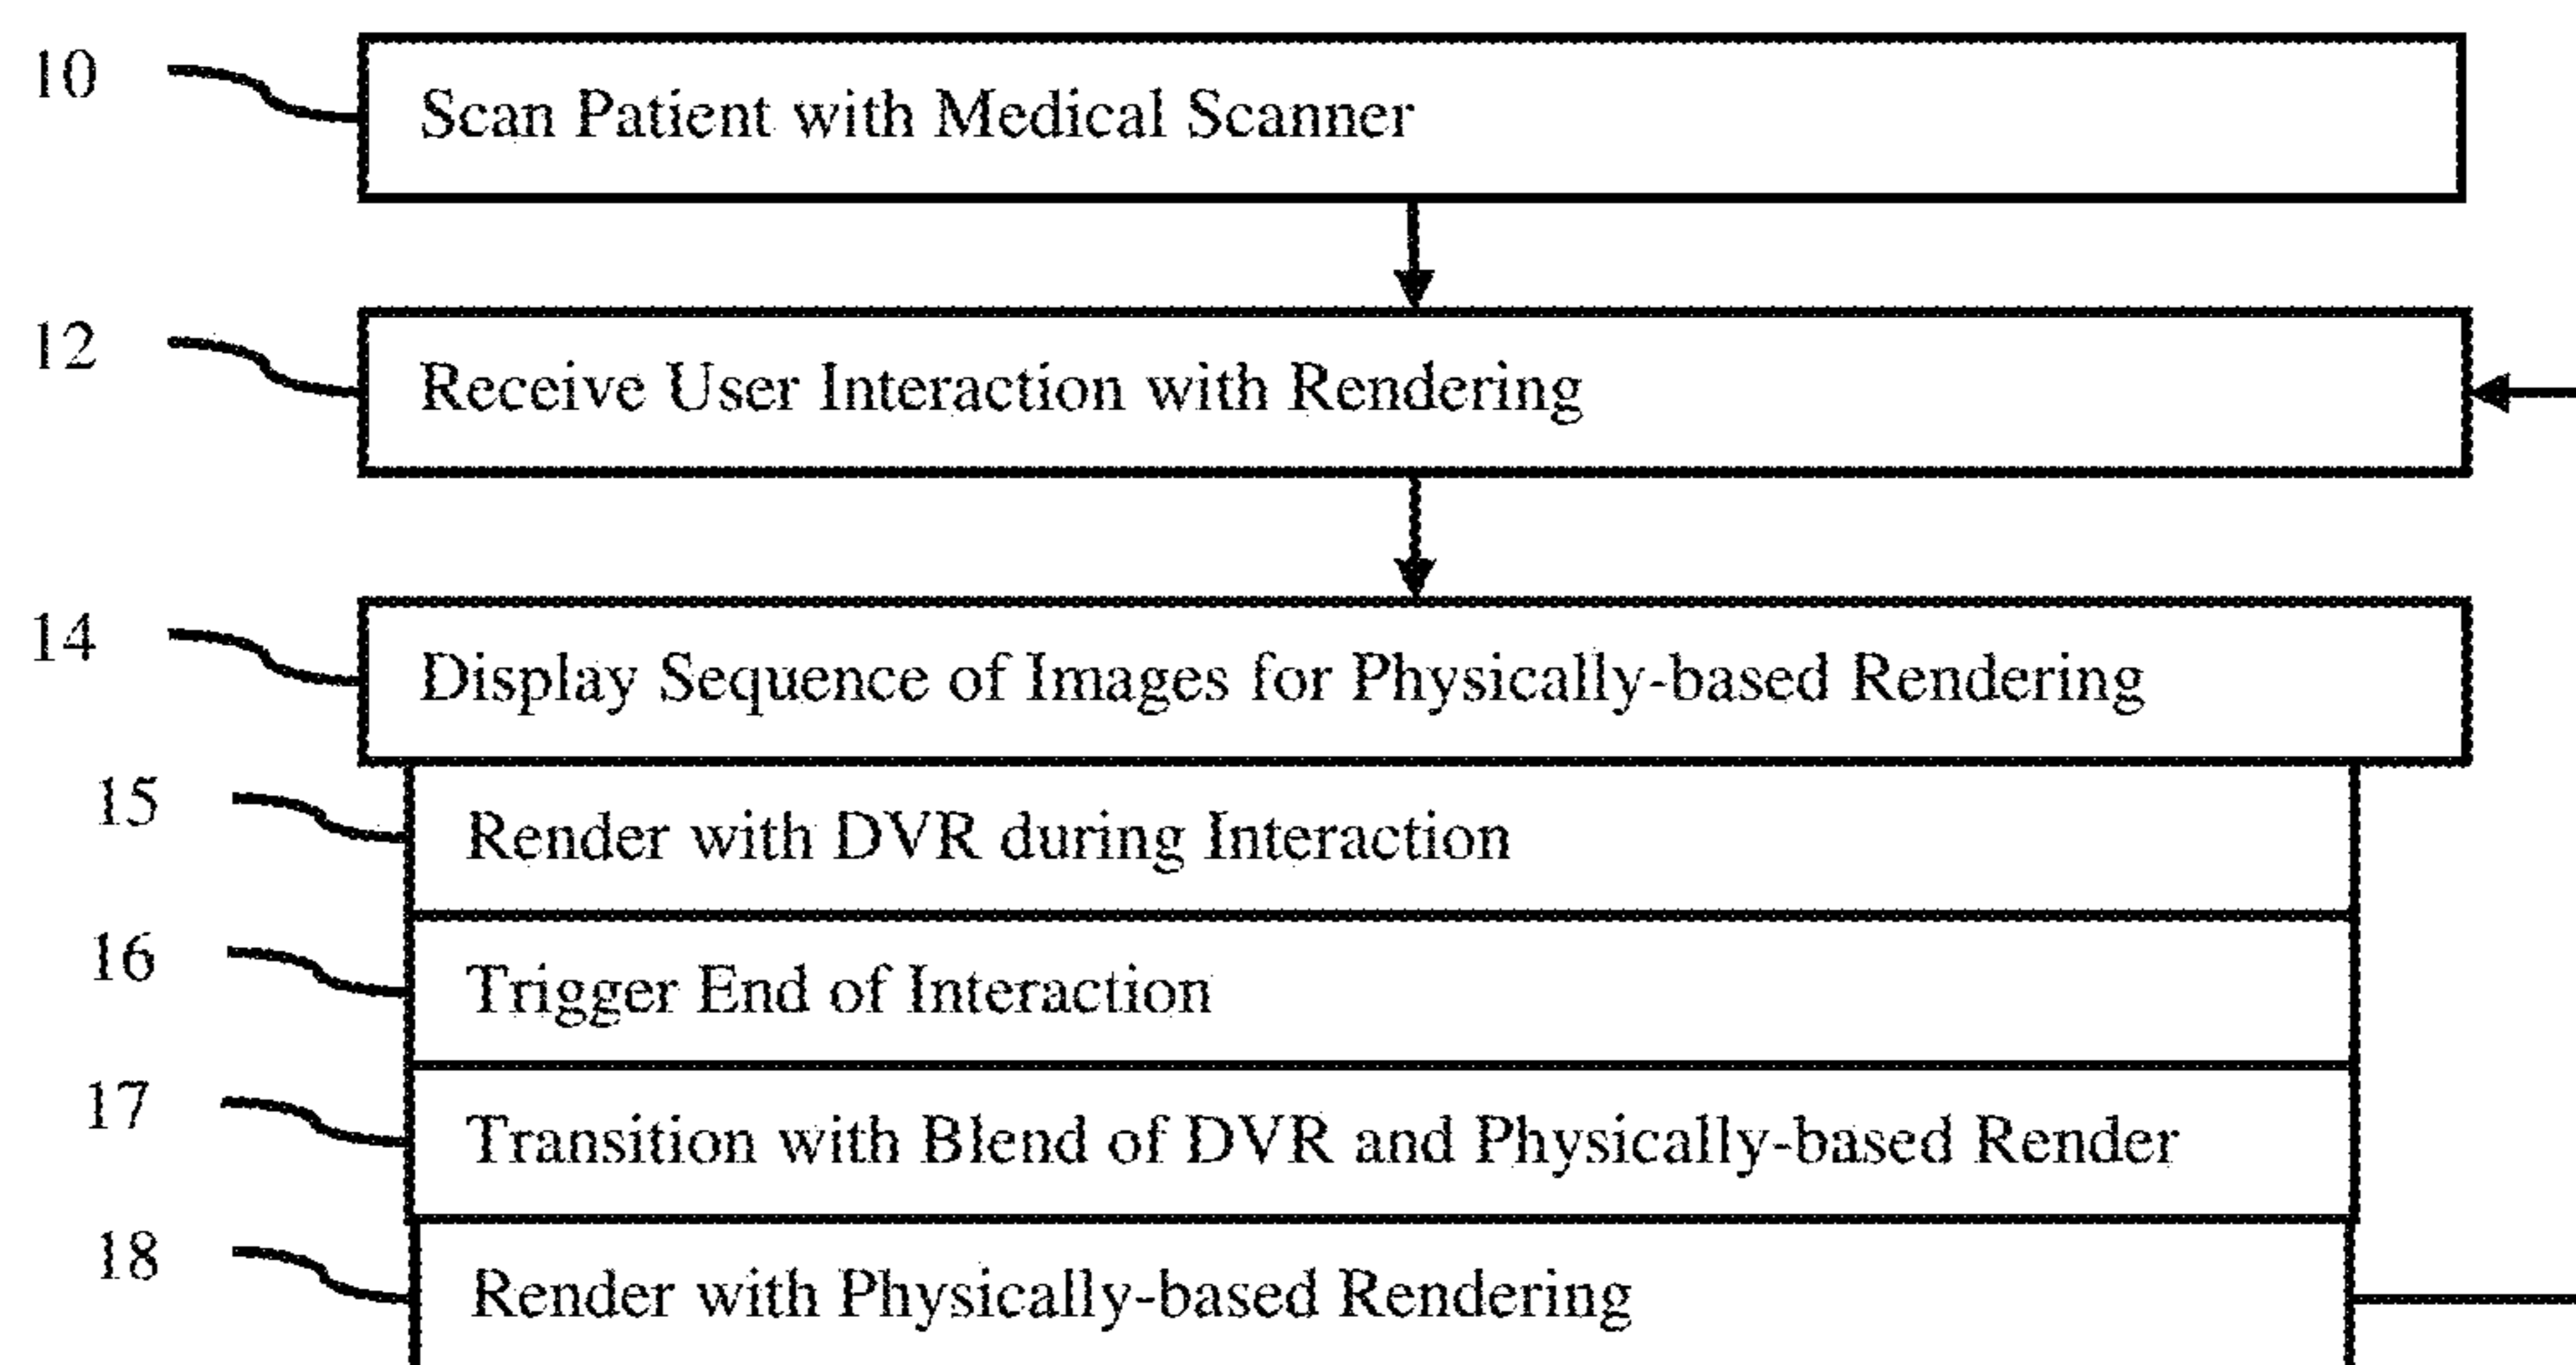 10 Scan Patient with Medical Scanner
12 Receive User Interaction with Rendering
14 Display Sequence of Images for Physically-based Rendering
15 Render with DVR during Interaction
16 Trigger End of Interaction
17 Transition with Blend of DVR and Physically-based Render
18 Render with Physically-based Rendering